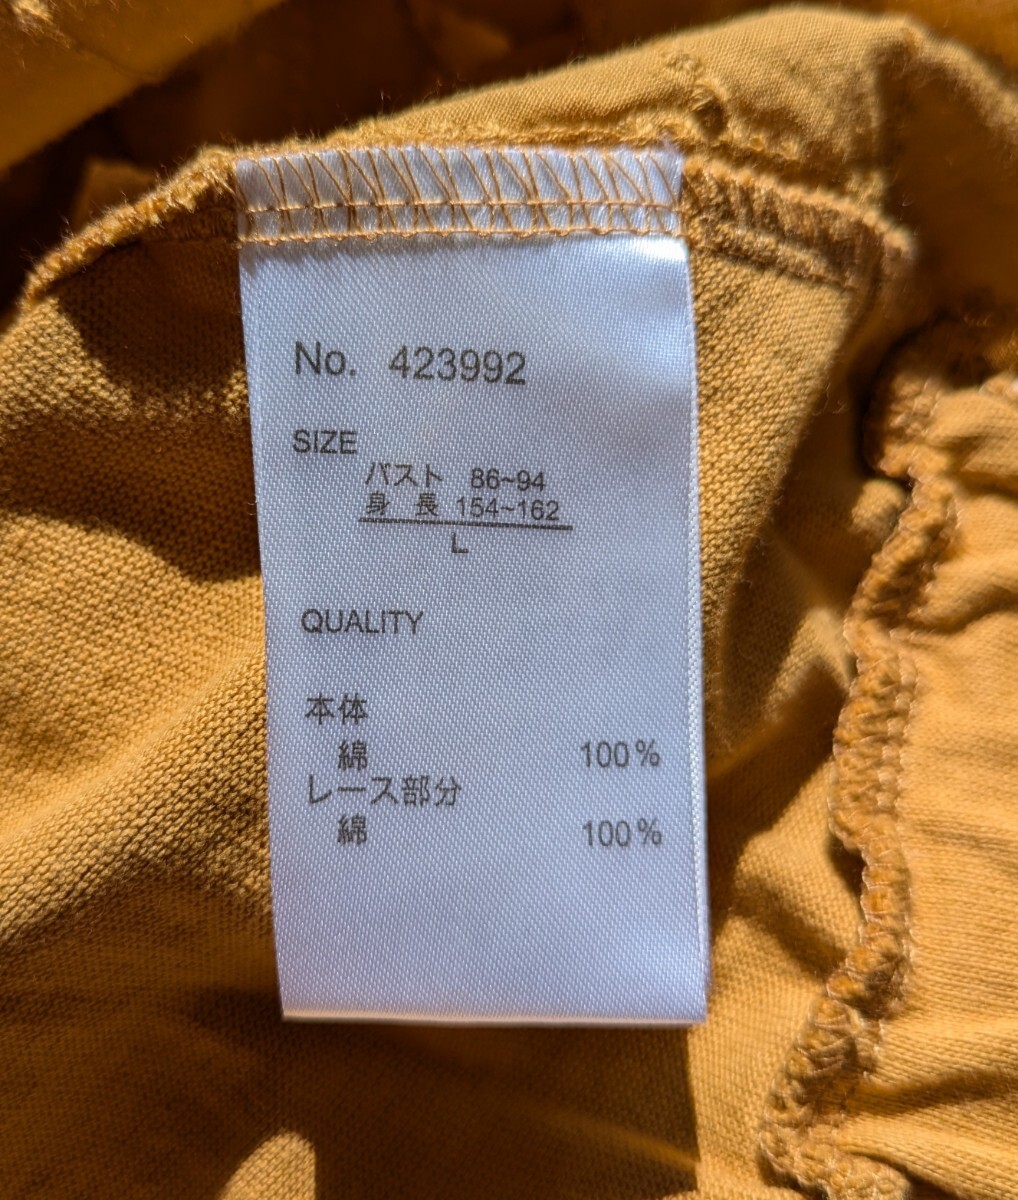 No. 423992
SIZE
バスト 86~94
身 長 154~162
L
QUALITY
本体
綿 100%
レース部分
綿 100%